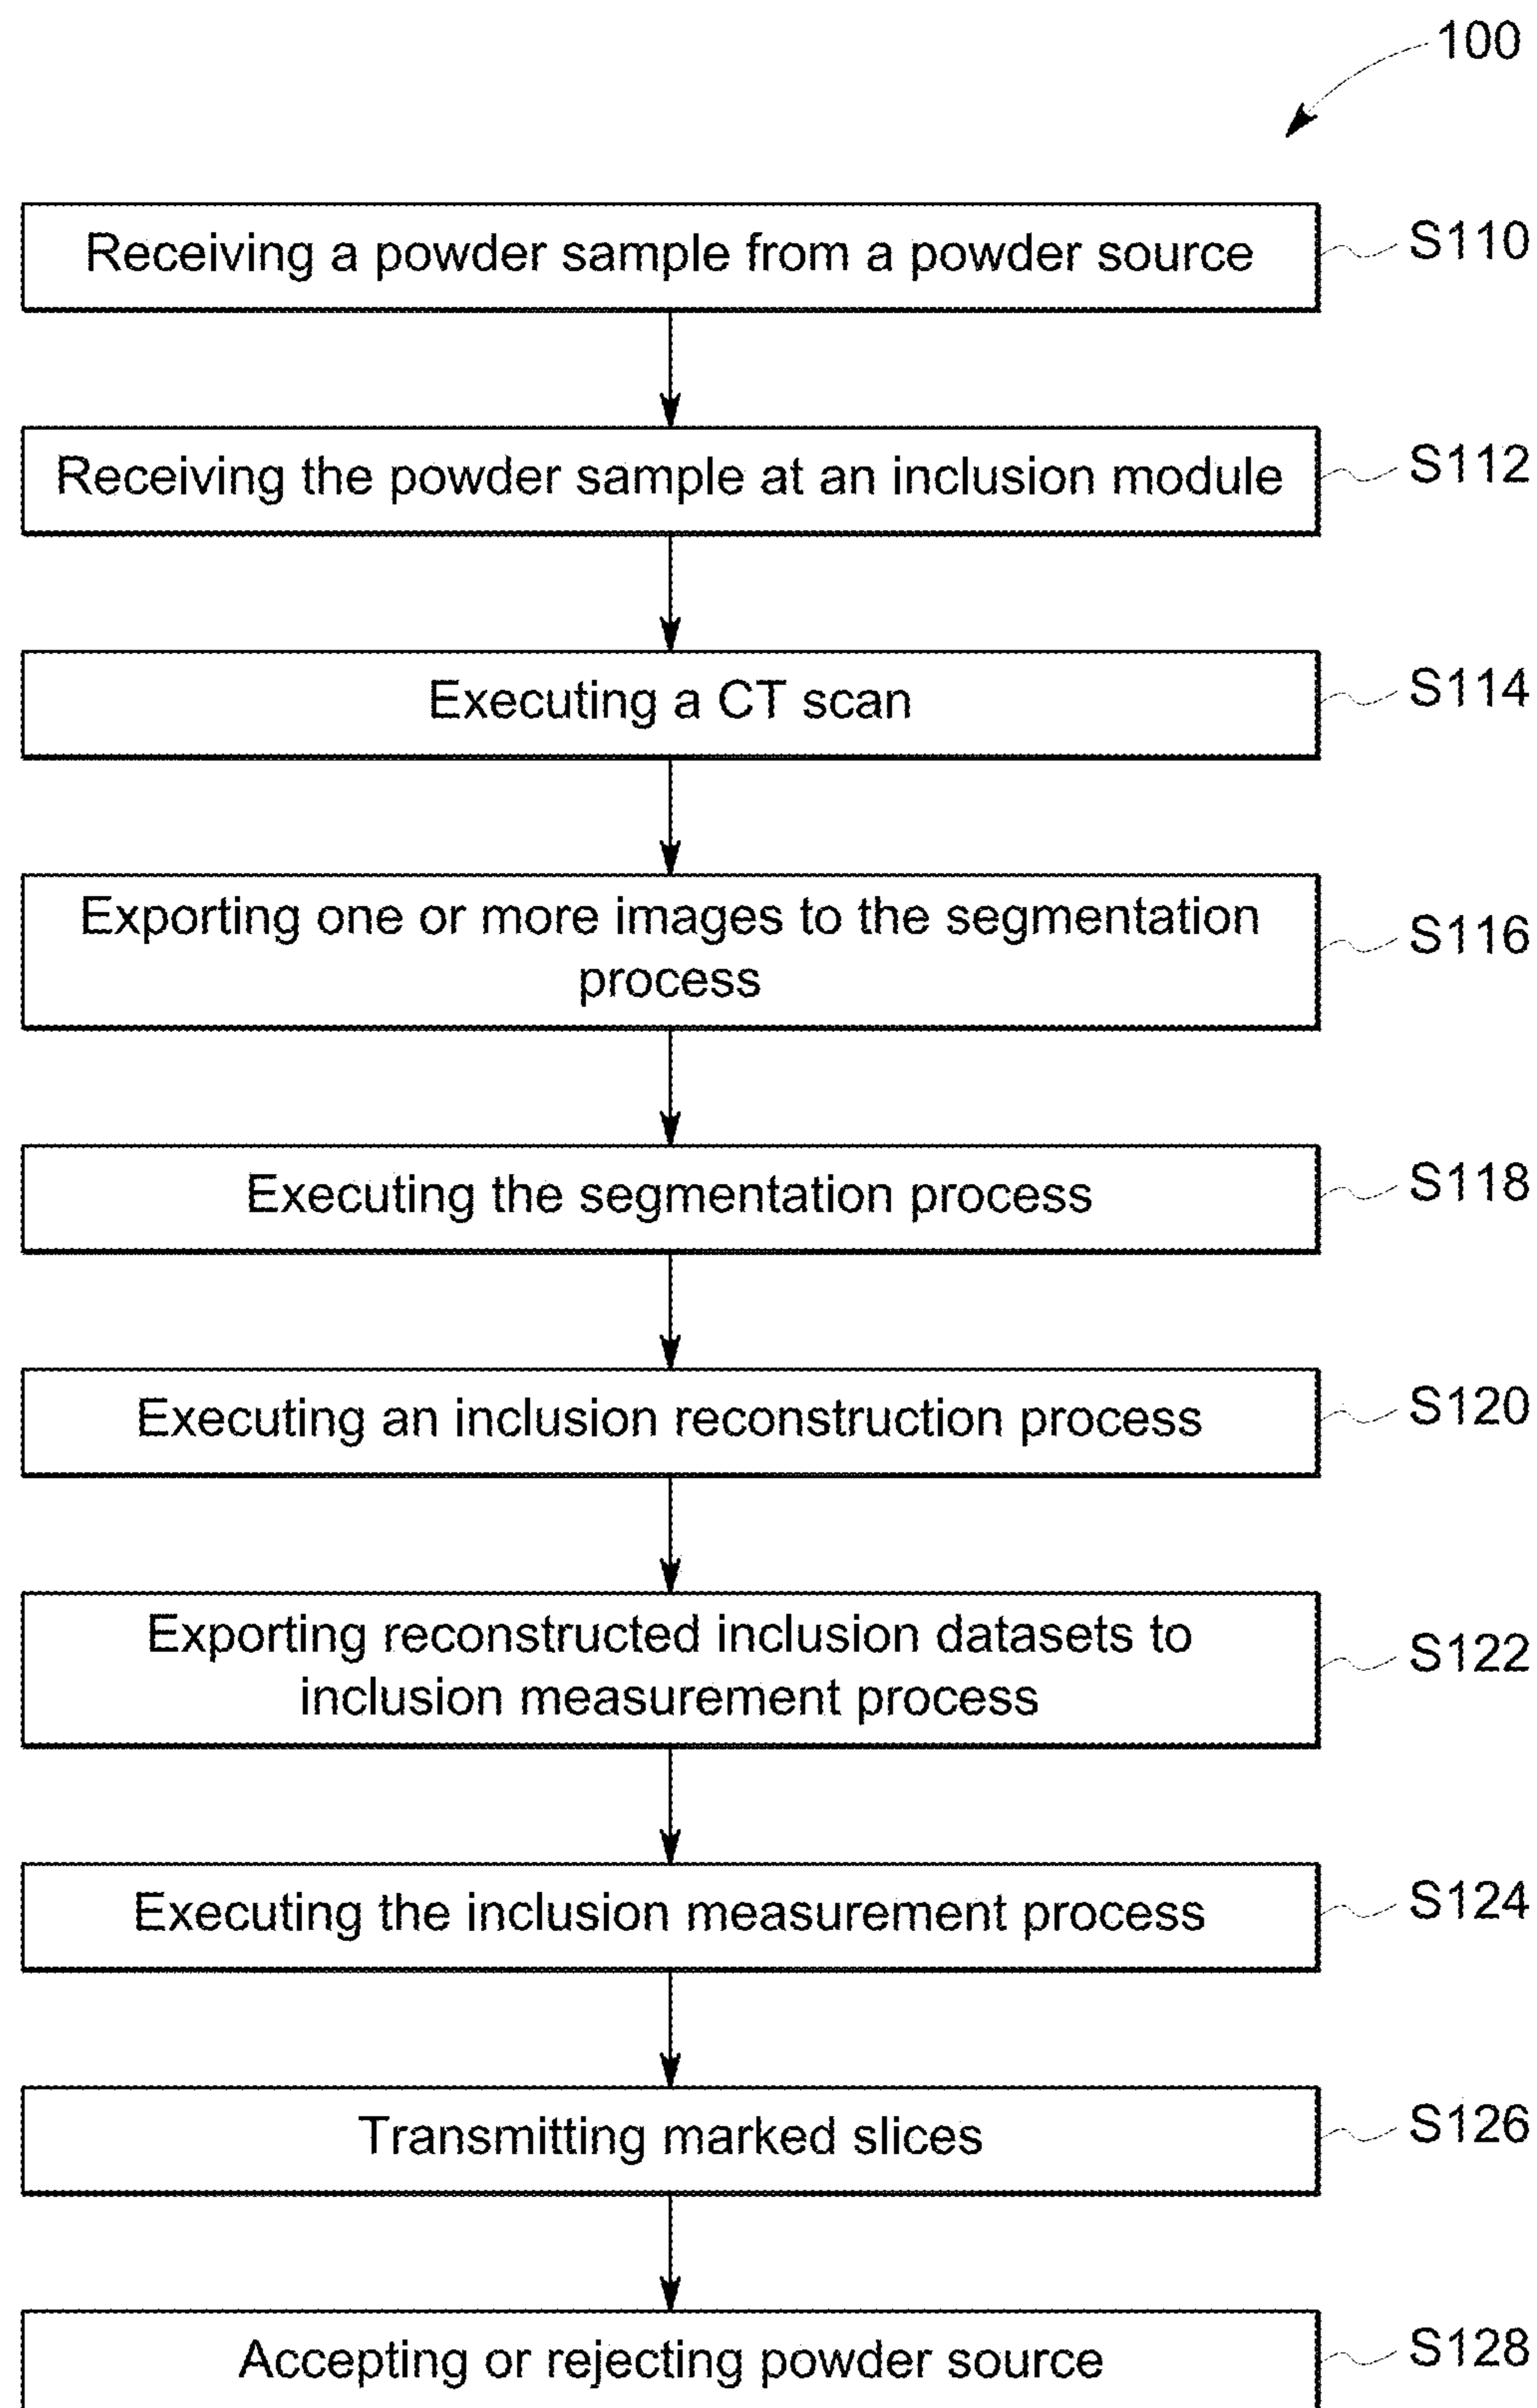 100
Receiving a powder sample from a powder source
S110
Receiving the powder sample at an inclusion module
S112
Executing a CT scan
S114
Exporting one or more images to the segmentation
process
S116
Executing the segmentation process
S118
Executing an inclusion reconstruction process
S120
Exporting reconstructed inclusion datasets to
inclusion measurement process
S122
Executing the inclusion measurement process
S124
Transmitting marked slices
S126
Accepting or rejecting powder source
S128